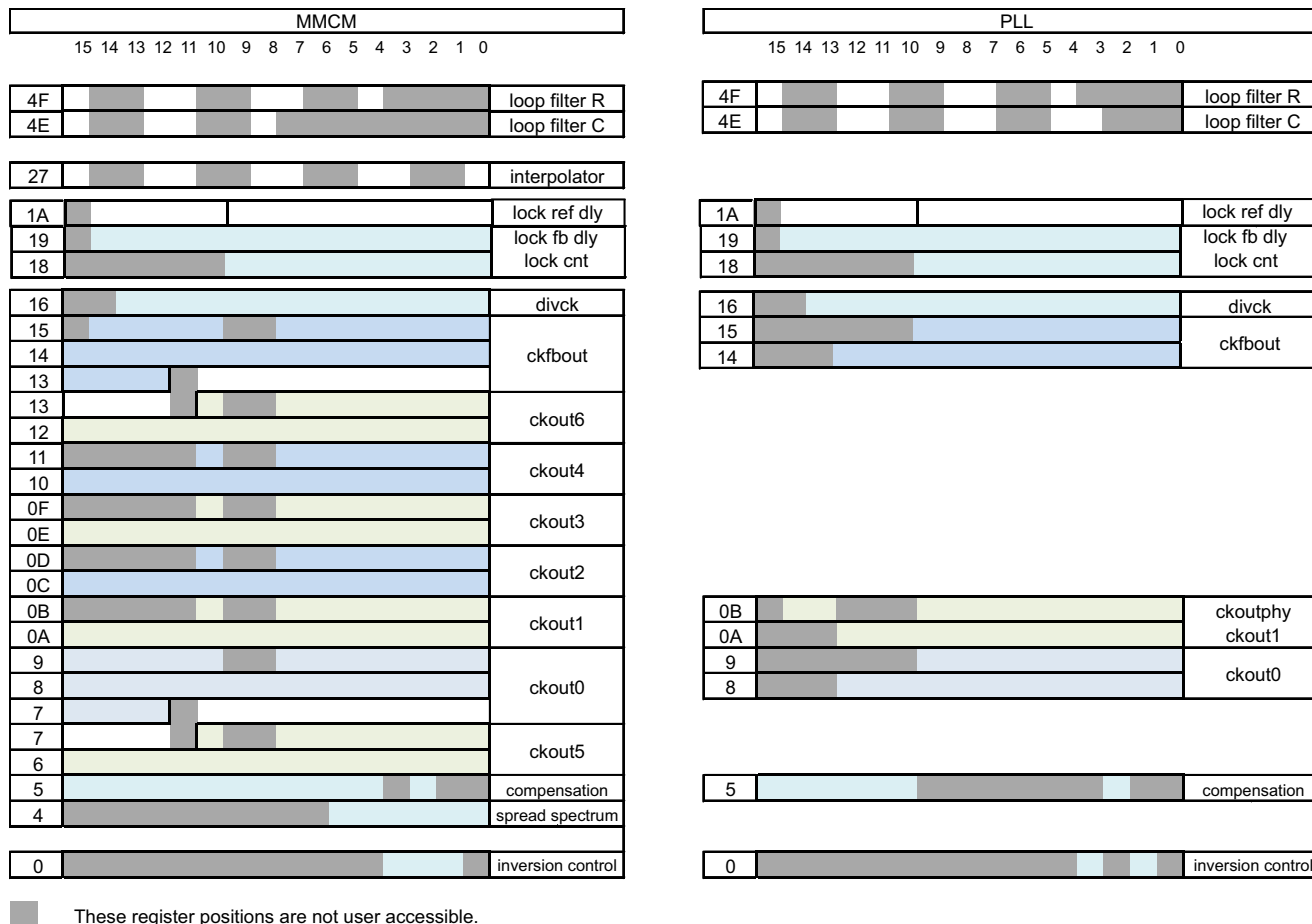 MMCM
15 14 13 12 11 10 9 8 7 6 5 4 3 2 1 0
4F loop filter R
4E loop filter C
27 interpolator
1A lock ref dly
19 lock fb dly
18 lock cnt
16 divck
15
14 ckfbout
13
13
ckout6
12
11
ckout4
10
0F
ckout3
0E
0D
ckout2
0C
0B
ckout1
0A
9
8 ckout0
7
7
ckout5
6
5 compensation
4 spread spectrum
0 inversion control
PLL
15 14 13 12 11 10 9 8 7 6 5 4 3 2 1 0
4F loop filter R
4E loop filter C
1A lock ref dly
19 lock fb dly
18 lock cnt
16 divck
15
ckfbout
14
0B ckoutphy
0A ckout1
9
ckout0
8
5 compensation
0 inversion control
These register positions are not user accessible.